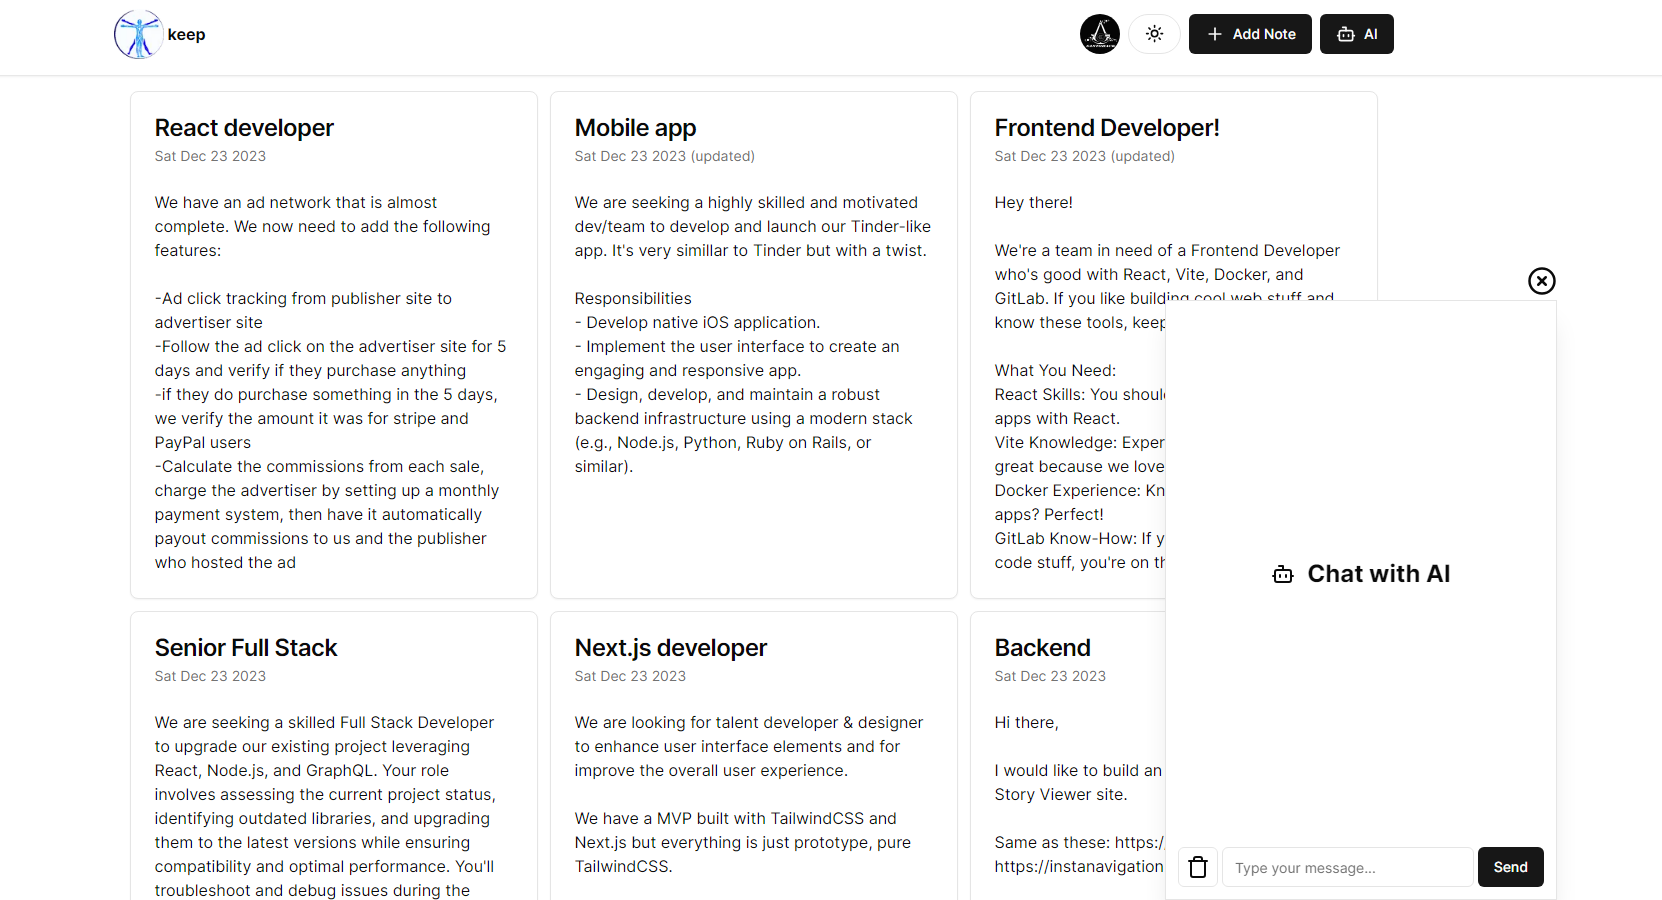 keep
Add Note
AI
React developer
Sat Dec 23 2023
We have an ad network that is almost
complete. We now need to add the following
features:
-Ad click tracking from publisher site to
advertiser site
-Follow the ad click on the advertiser site for 5
days and verify if they purchase anything
-if they do purchase something in the 5 days,
we verify the amount it was for stripe and
PayPal users
-Calculate the commissions from each sale,
charge the advertiser by setting up a monthly
payment system, then have it automatically
payout commissions to us and the publisher
who hosted the ad
Mobile app
Sat Dec 23 2023 (updated)
We are seeking a highly skilled and motivated
dev/team to develop and launch our Tinder-like
app. It's very simillar to Tinder but with a twist.
Responsibilities
- Develop native iOS application.
- Implement the user interface to create an
engaging and responsive app.
- Design, develop, and maintain a robust
backend infrastructure using a modern stack
(e.g., Node.js, Python, Ruby on Rails, or
similar).
Frontend Developer!
Sat Dec 23 2023 (updated)
Hey there!
We're a team in need of a Frontend Developer
who's good with React, Vite, Docker, and
GitLab. If you like building cool web stuff and
know these tools, keep
What You Need:
React Skills: You shoul
apps with React.
Vite Knowledge: Exper
great because we love
Docker Experience: Kn
apps? Perfect!
GitLab Know-How: If y
code stuff, you're on th
Senior Full Stack
Sat Dec 23 2023
We are seeking a skilled Full Stack Developer
to upgrade our existing project leveraging
React, Node.js, and GraphQL. Your role
involves assessing the current project status,
identifying outdated libraries, and upgrading
them to the latest versions while ensuring
compatibility and optimal performance. You'll
troubleshoot and debug issues during the
Next.js developer
Sat Dec 23 2023
We are looking for talent developer & designer
to enhance user interface elements and for
improve the overall user experience.
We have a MVP built with TailwindCSS and
Next.js but everything is just prototype, pure
TailwindCSS.
Backend
Sat Dec 23 2023
Hi there,
I would like to build an
Story Viewer site.
Same as these: https:/
https://instanavigation
Chat with AI
Type your message...
Send